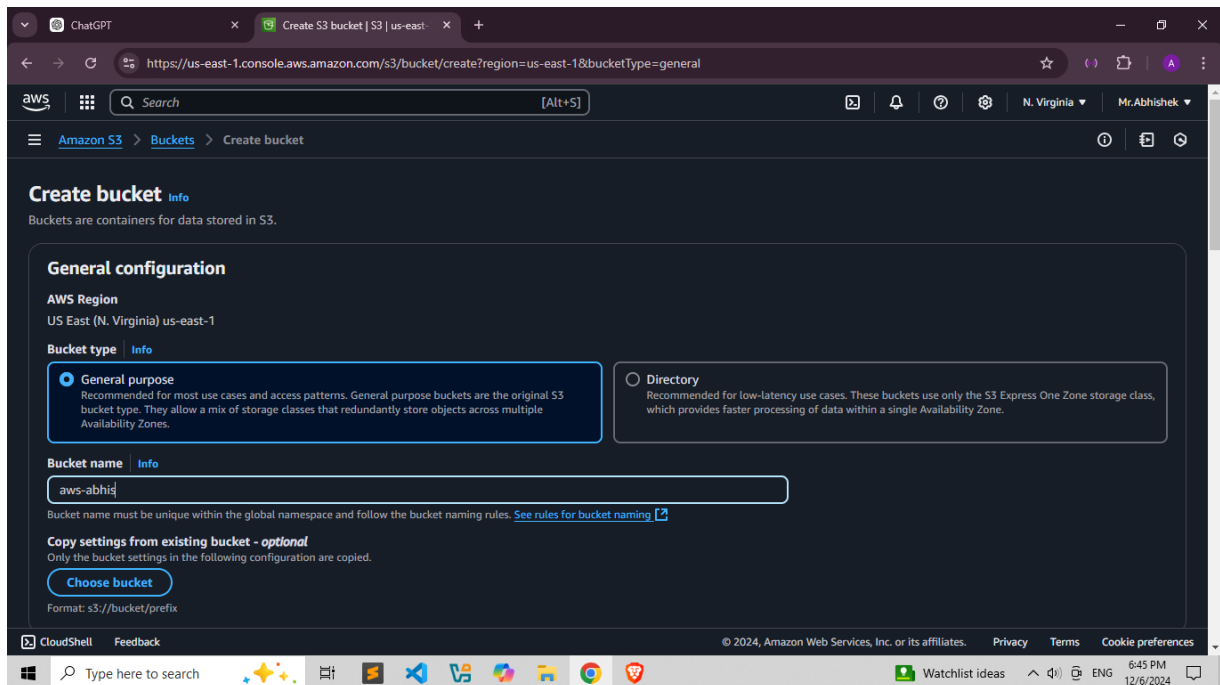 ChatGPT
Create S3 bucket | S3 | us-east-
https://us-east-1.console.aws.amazon.com/s3/bucket/create?region=us-east-1&bucketType=general
A
aws
Search
[Alt+S]
N. Virginia
Mr.Abhishek
Amazon S3 > Buckets > Create bucket
Create bucket Info
Buckets are containers for data stored in S3.
General configuration
AWS Region
US East (N. Virginia) us-east-1
Bucket type Info
General purpose
Recommended for most use cases and access patterns. General purpose buckets are the original S3
bucket type. They allow a mix of storage classes that redundantly store objects across multiple
Availability Zones.
Directory
Recommended for low-latency use cases. These buckets use only the S3 Express One Zone storage class,
which provides faster processing of data within a single Availability Zone.
Bucket name Info
aws-abhis
Bucket name must be unique within the global namespace and follow the bucket naming rules. See rules for bucket naming
Copy settings from existing bucket - optional
Only the bucket settings in the following configuration are copied.
Choose bucket
Format: s3://bucket/prefix
CloudShell Feedback © 2024, Amazon Web Services, Inc. or its affiliates. Privacy Terms Cookie preferences
Type here to search
Watchlist ideas
ENG
6:45 PM
12/6/2024